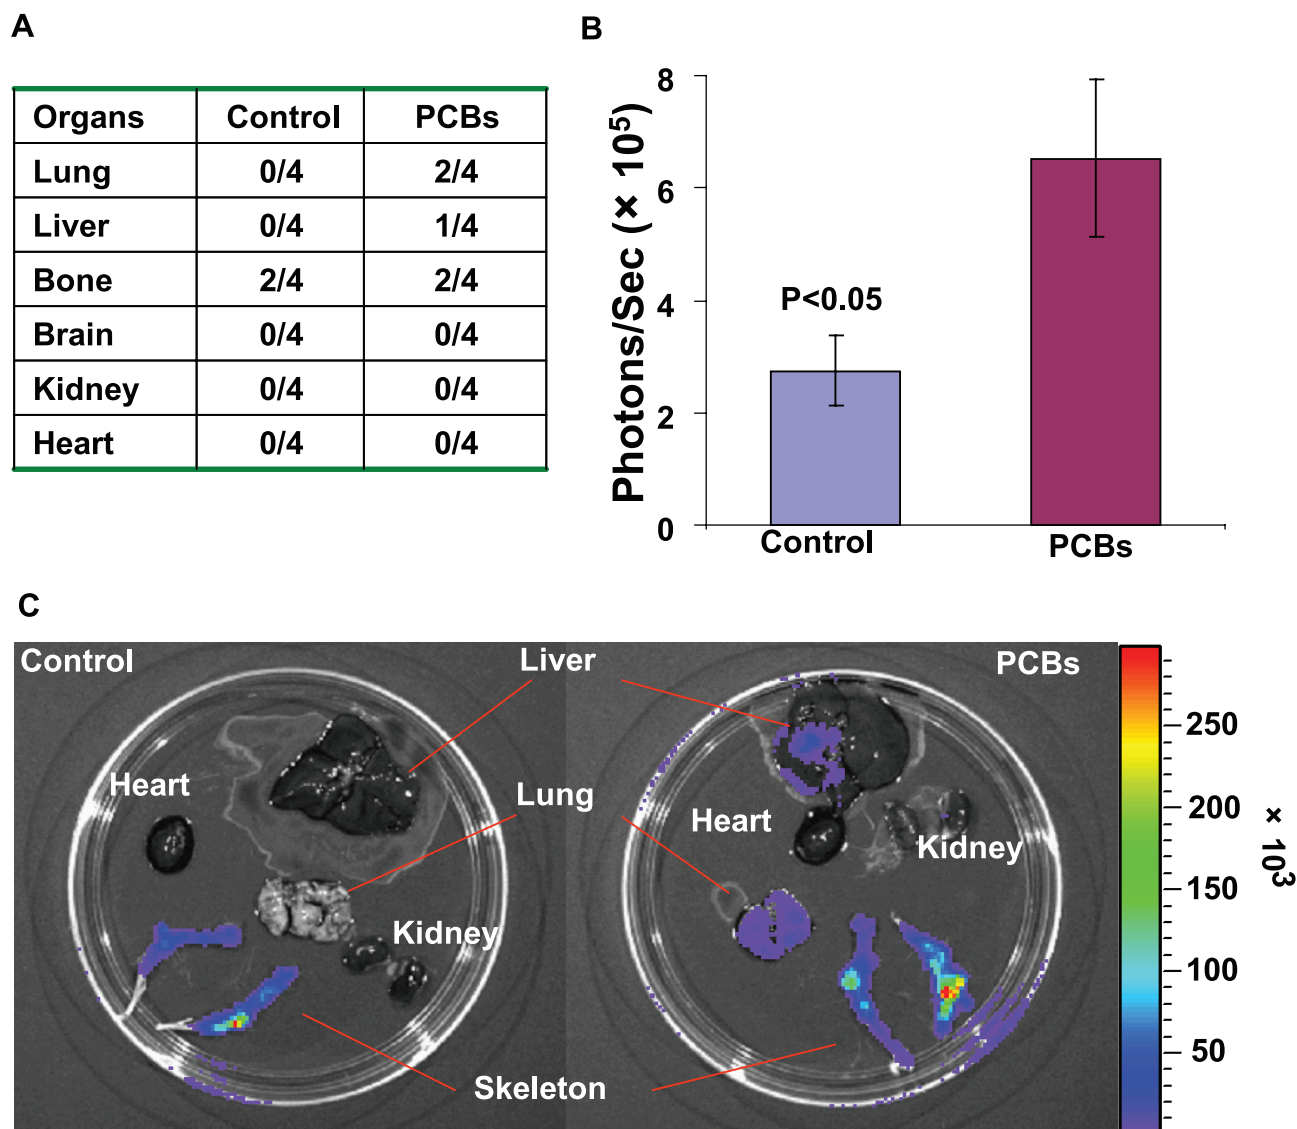 A
Organs Control PCBs
Lung 0/4 2/4
Liver 0/4 1/4
Bone 2/4 2/4
Brain 0/4 0/4
Kidney 0/4 0/4
Heart 0/4 0/4
B
Photons/Sec (× 10⁵)
8
6
4
2
0
P<0.05
Control
PCBs
C
Control
Liver
PCBs
Heart
Lung
Heart
Kidney
Kidney
Skeleton
250
200
150
100
50
× 10³